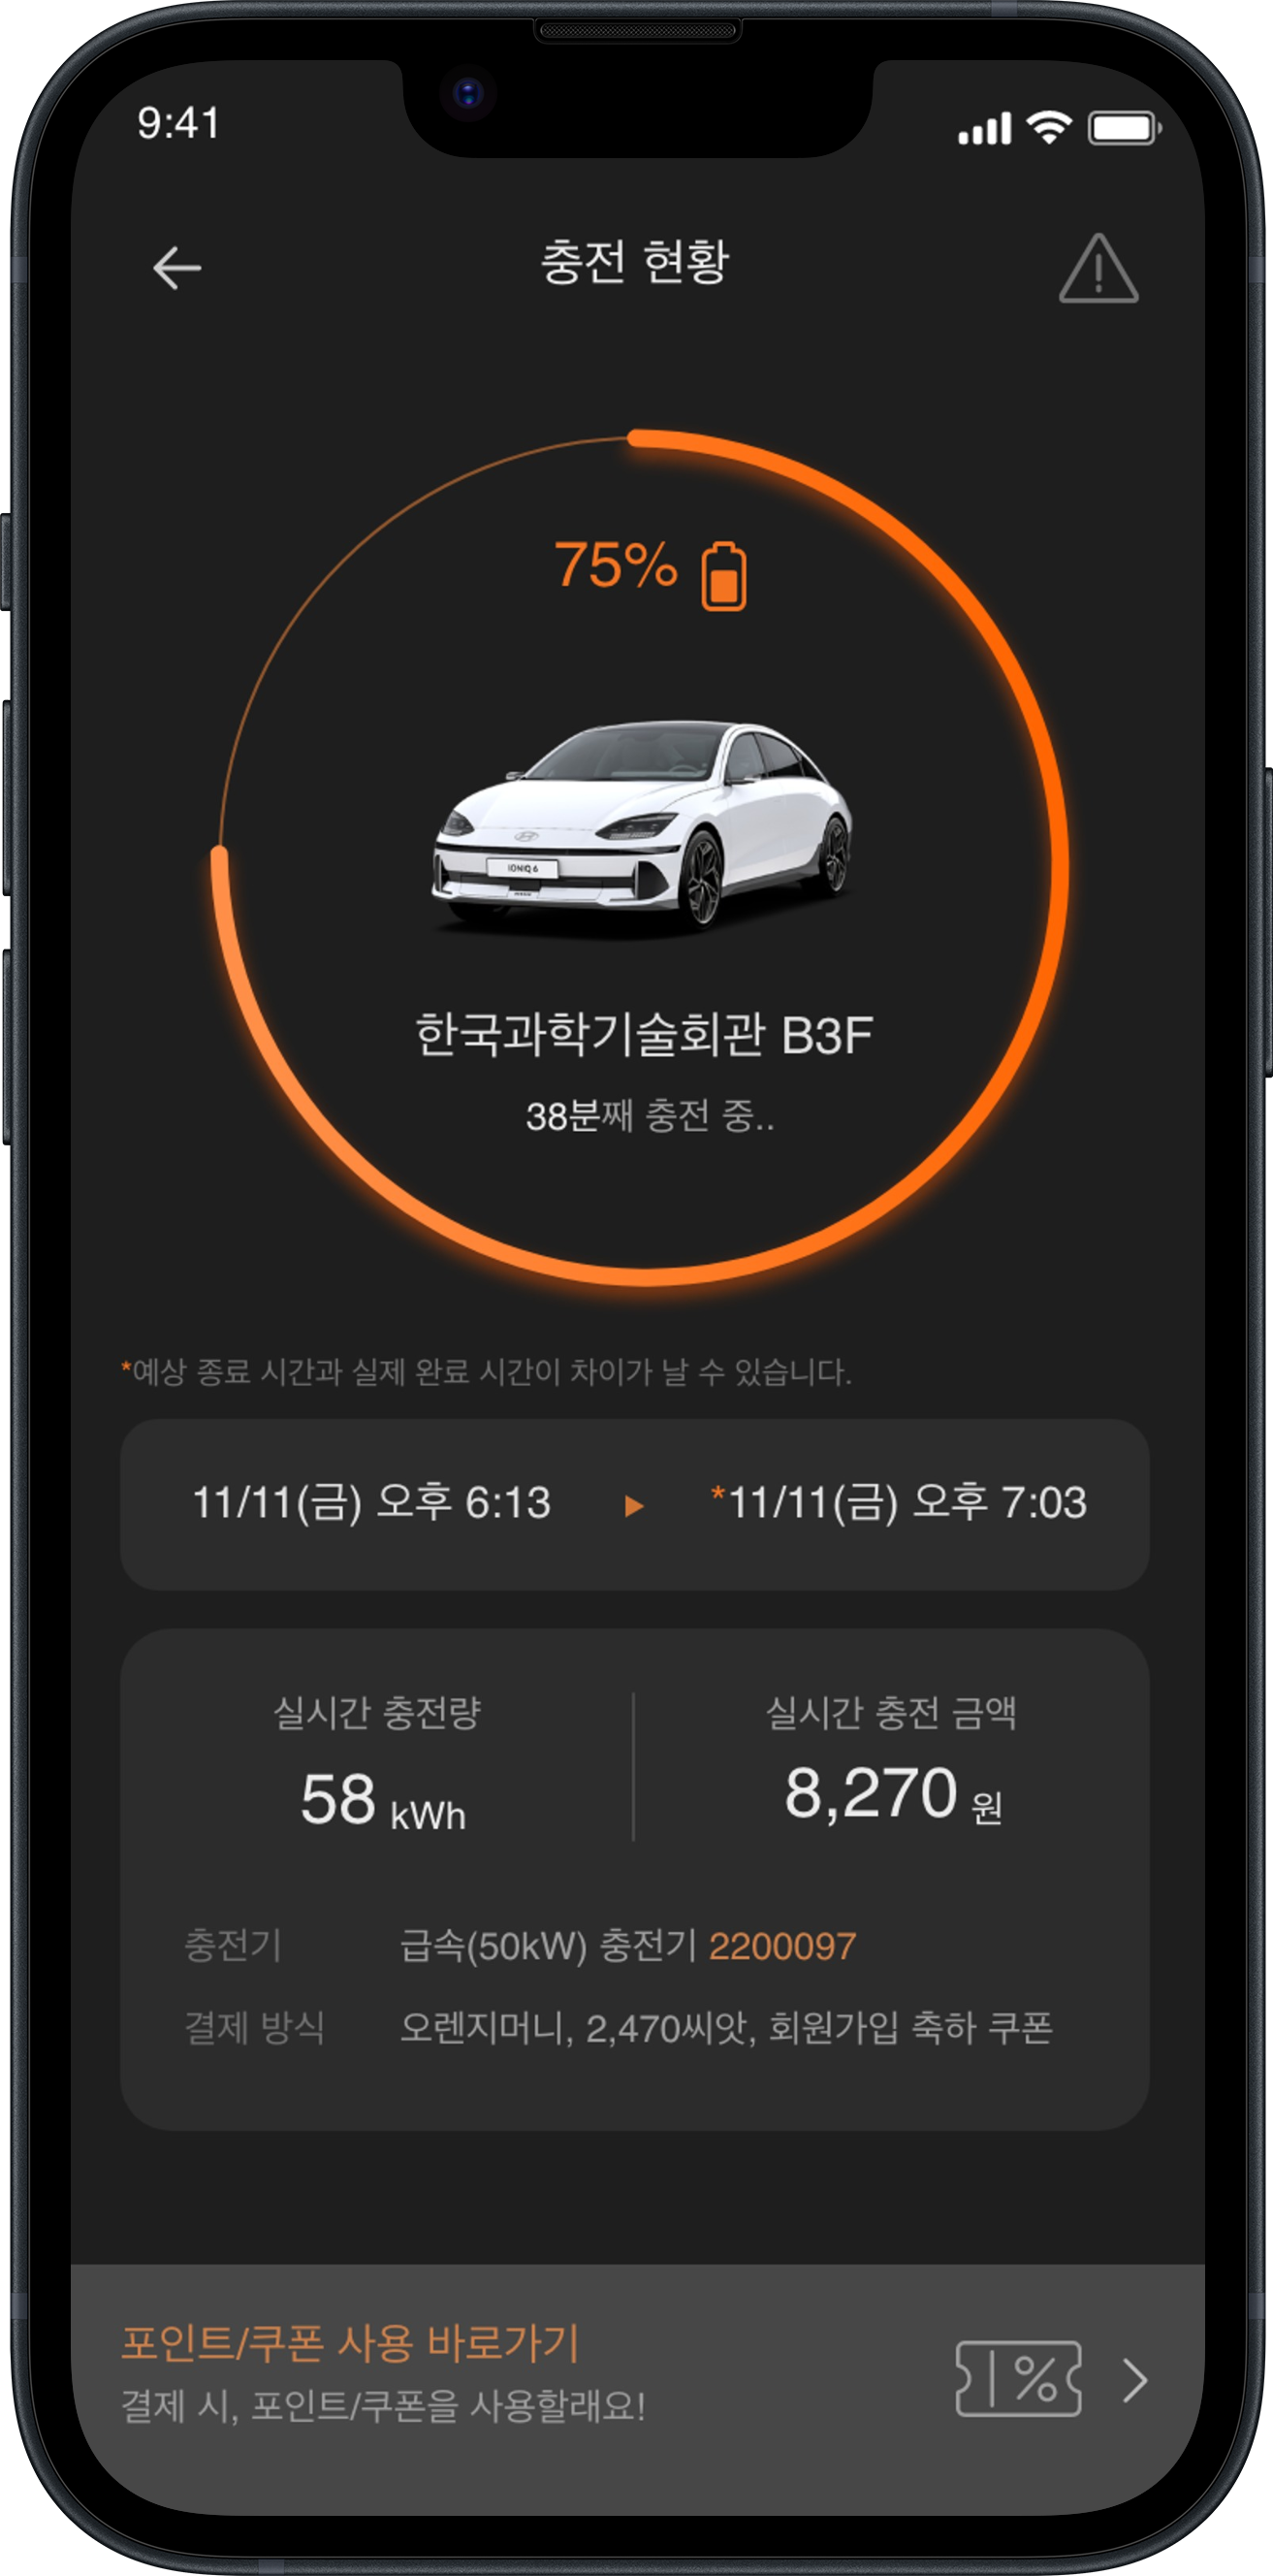 9:41
충전 현황
75%
IONIQ 6
한국과학기술회관 B3F
38분째 충전 중..
*예상 종료 시간과 실제 완료 시간이 차이가 날 수 있습니다.
11/11(금) 오후 6:13 ▶ *11/11(금) 오후 7:03
실시간 충전량
58 kWh
실시간 충전 금액
8,270 원
충전기 급속(50kW) 충전기 2200097
결제 방식 오렌지머니, 2,470씨앗, 회원가입 축하 쿠폰
포인트/쿠폰 사용 바로가기
결제 시, 포인트/쿠폰을 사용할래요!